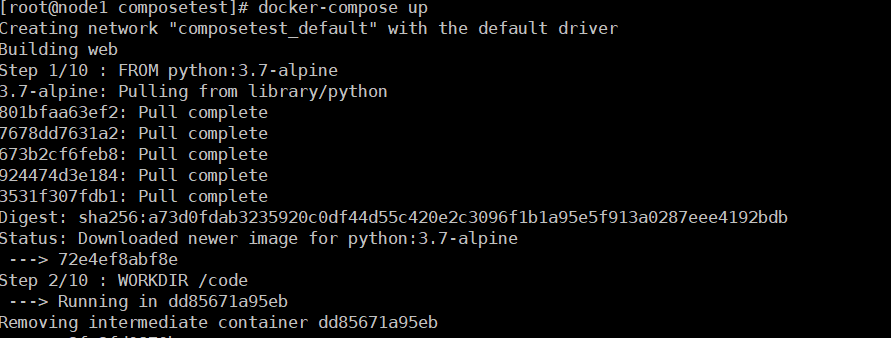 [root@node1 composetest]# docker-compose up
Creating network "composetest_default" with the default driver
Building web
Step 1/10 : FROM python:3.7-alpine
3.7-alpine: Pulling from library/python
801bfaa63ef2: Pull complete
7678dd7631a2: Pull complete
673b2cf6feb8: Pull complete
924474d3e184: Pull complete
3531f307fdb1: Pull complete
Digest: sha256:a73d0fdab3235920c0df44d55c420e2c3096f1b1a95e5f913a0287eee4192bdb
Status: Downloaded newer image for python:3.7-alpine
 ---> 72e4ef8abf8e
Step 2/10 : WORKDIR /code
 ---> Running in dd85671a95eb
Removing intermediate container dd85671a95eb